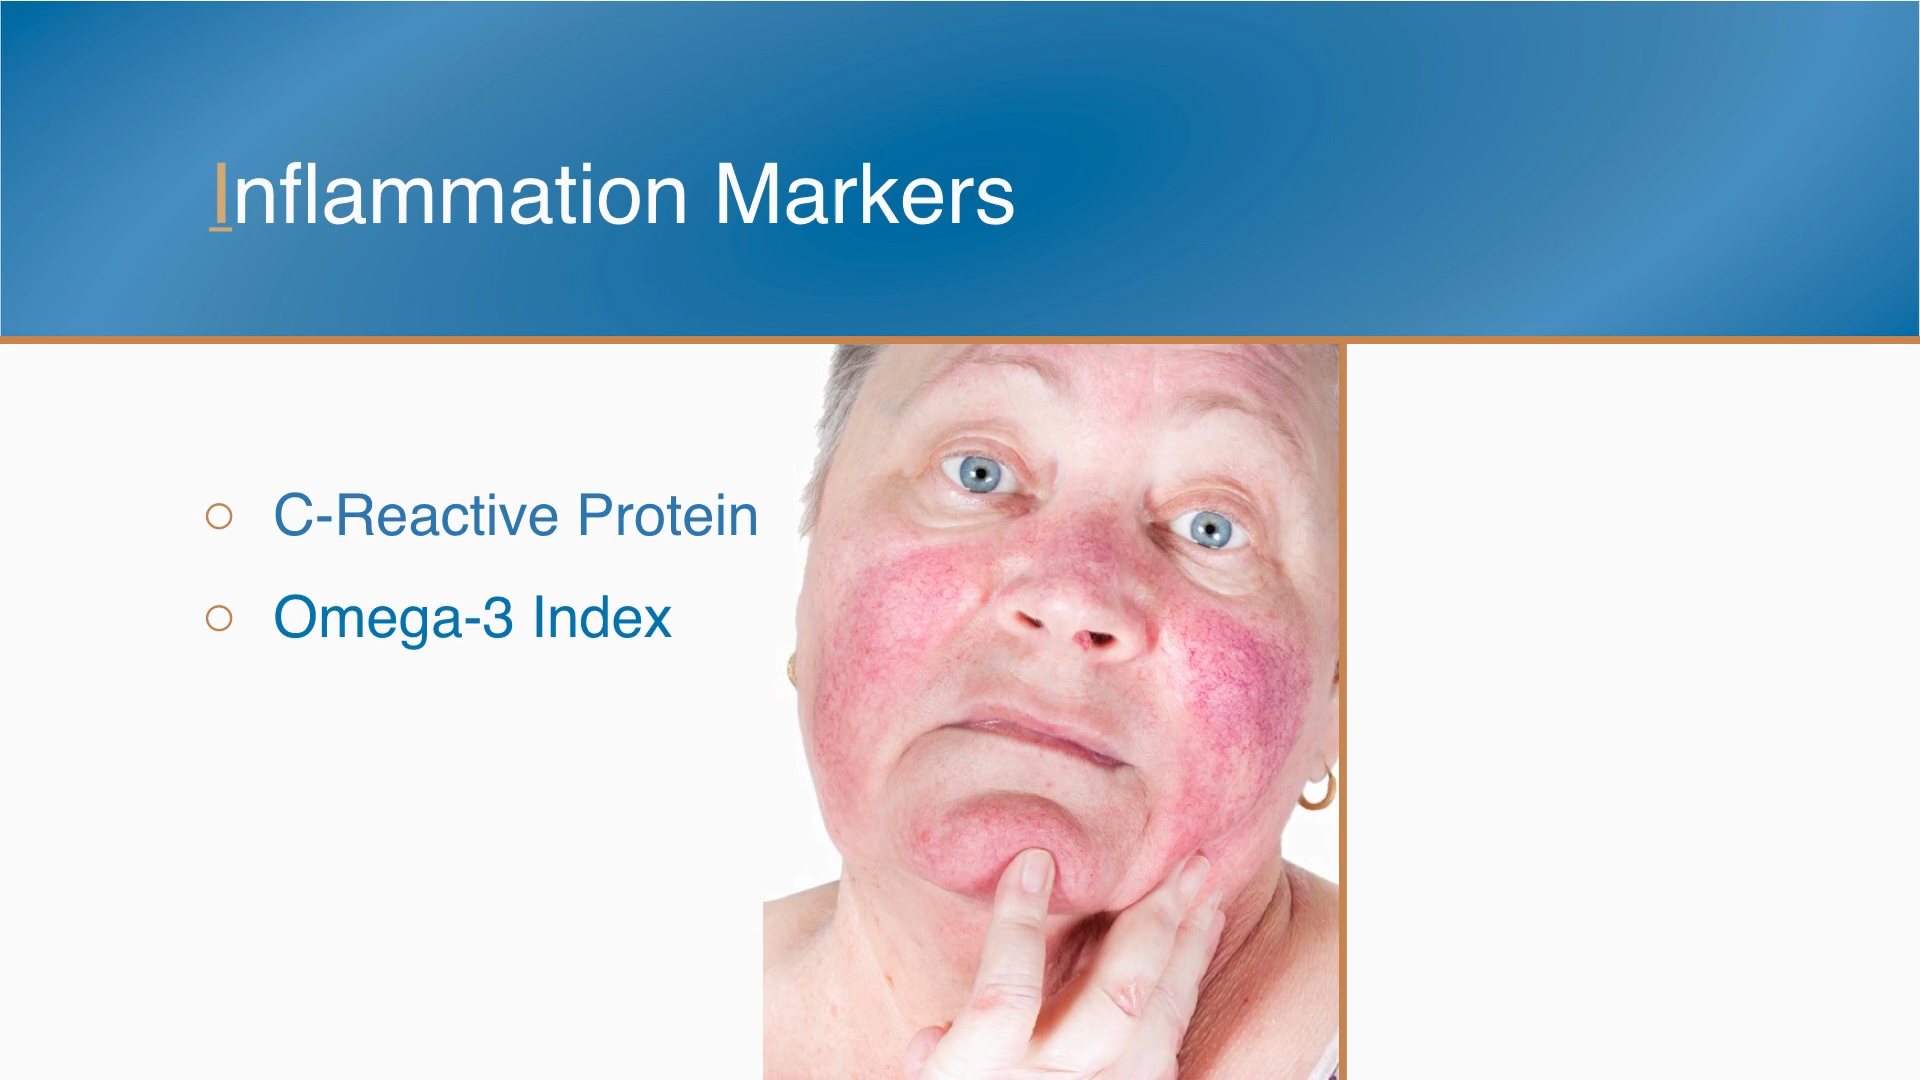 Inflammation Markers
C-Reactive Protein
Omega-3 Index